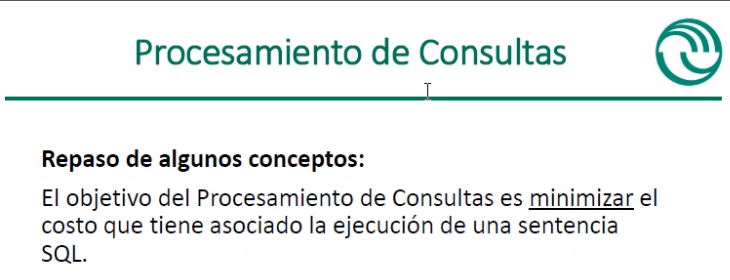 Procesamiento de Consultas
Repaso de algunos conceptos:
El objetivo del Procesamiento de Consultas es minimizar el
costo que tiene asociado la ejecución de una sentencia
SQL.